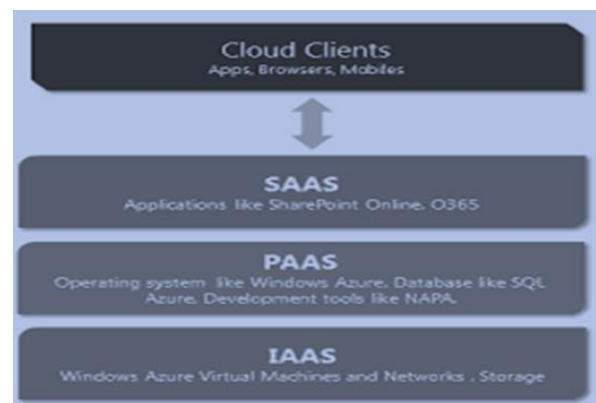 Cloud Clients
Apps, Browsers, Mobiles
SAAS
Applications like SharePoint Online, O365
PAAS
Operating system like Windows Azure, Database like SQL
Azure, Development tools like NAPA.
IAAS
Windows Azure Virtual Machines and Networks , Storage